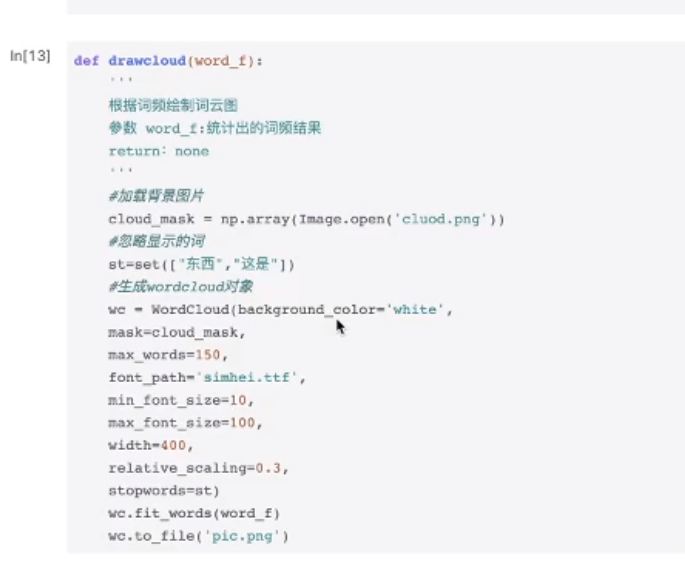 In[13]
def drawcloud(word_f):
'''
根据词频绘制词云图
参数 word_f:统计出的词频结果
return: none
'''
#加载背景图片
cloud_mask = np.array(Image.open('cluod.png'))
#忽略显示的词
st=set(["东西","这是"])
#生成wordcloud对象
wc = WordCloud(background_color='white',
mask=cloud_mask,
max_words=150,
font_path='simhei.ttf',
min_font_size=10,
max_font_size=100,
width=400,
relative_scaling=0.3,
stopwords=st)
wc.fit_words(word_f)
wc.to_file('pic.png')